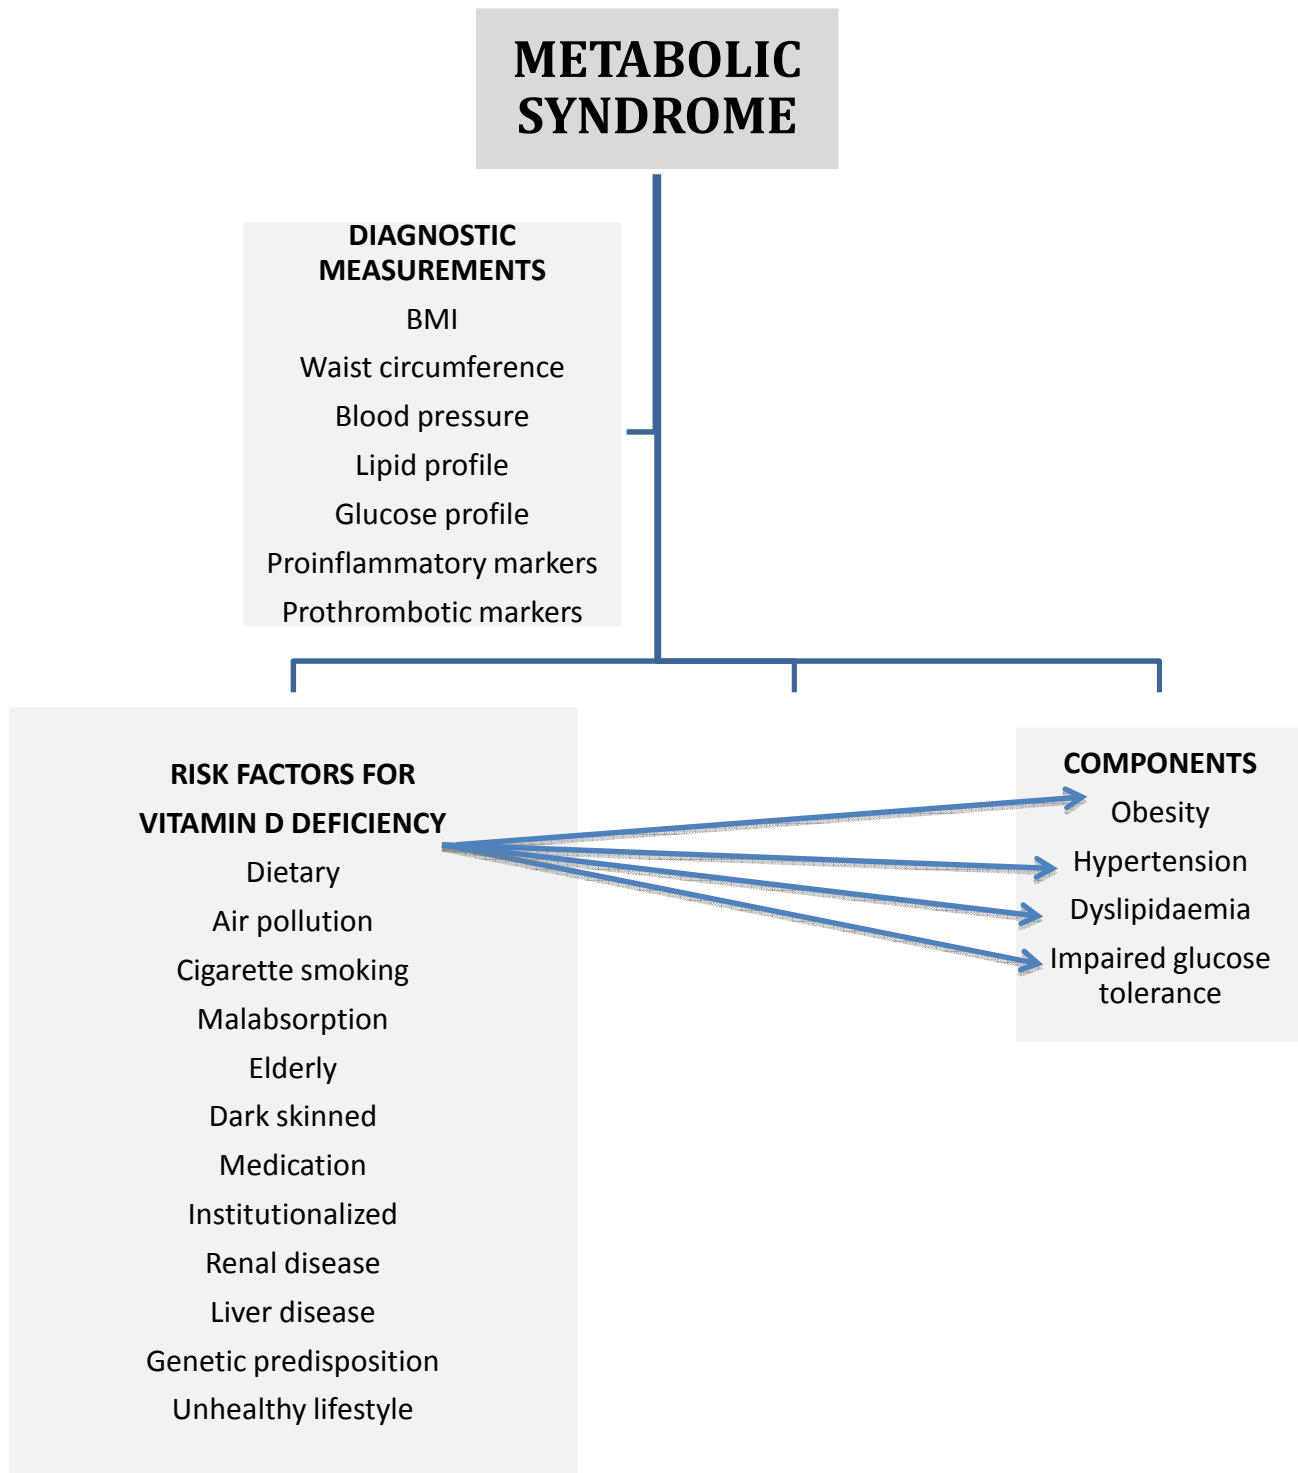 METABOLIC
SYNDROME
DIAGNOSTIC
MEASUREMENTS
BMI
Waist circumference
Blood pressure
Lipid profile
Glucose profile
Proinflammatory markers
Prothrombotic markers
RISK FACTORS FOR
VITAMIN D DEFICIENCY
Dietary
Air pollution
Cigarette smoking
Malabsorption
Elderly
Dark skinned
Medication
Institutionalized
Renal disease
Liver disease
Genetic predisposition
Unhealthy lifestyle
COMPONENTS
Obesity
Hypertension
Dyslipidaemia
Impaired glucose
tolerance